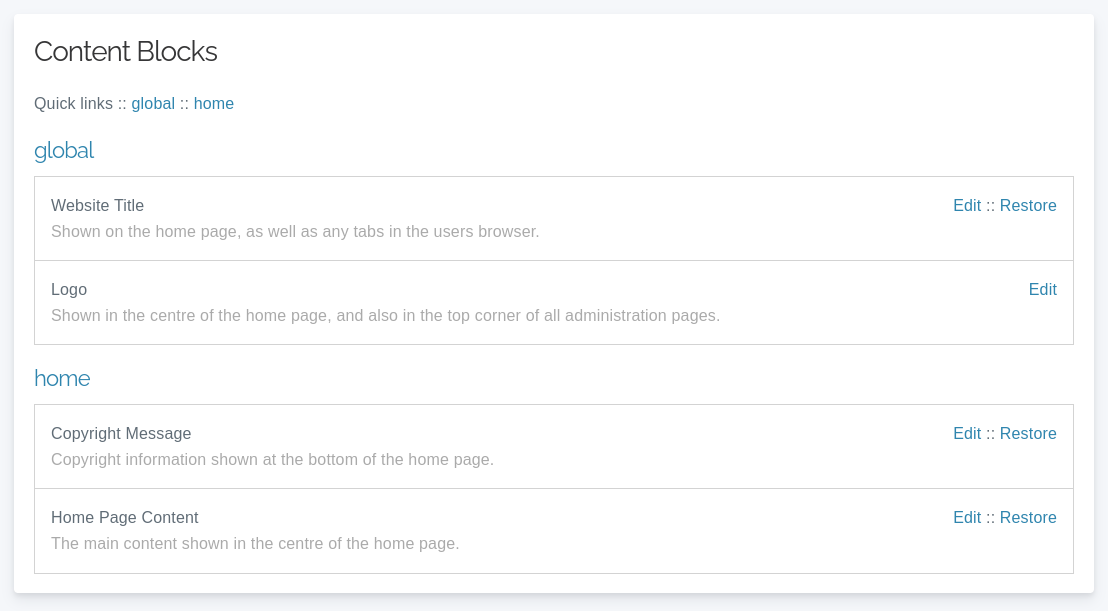 Content Blocks
Quick links :: global :: home
global
Website Title Edit :: Restore
Shown on the home page, as well as any tabs in the users browser.
Logo Edit
Shown in the centre of the home page, and also in the top corner of all administration pages.
home
Copyright Message Edit :: Restore
Copyright information shown at the bottom of the home page.
Home Page Content Edit :: Restore
The main content shown in the centre of the home page.